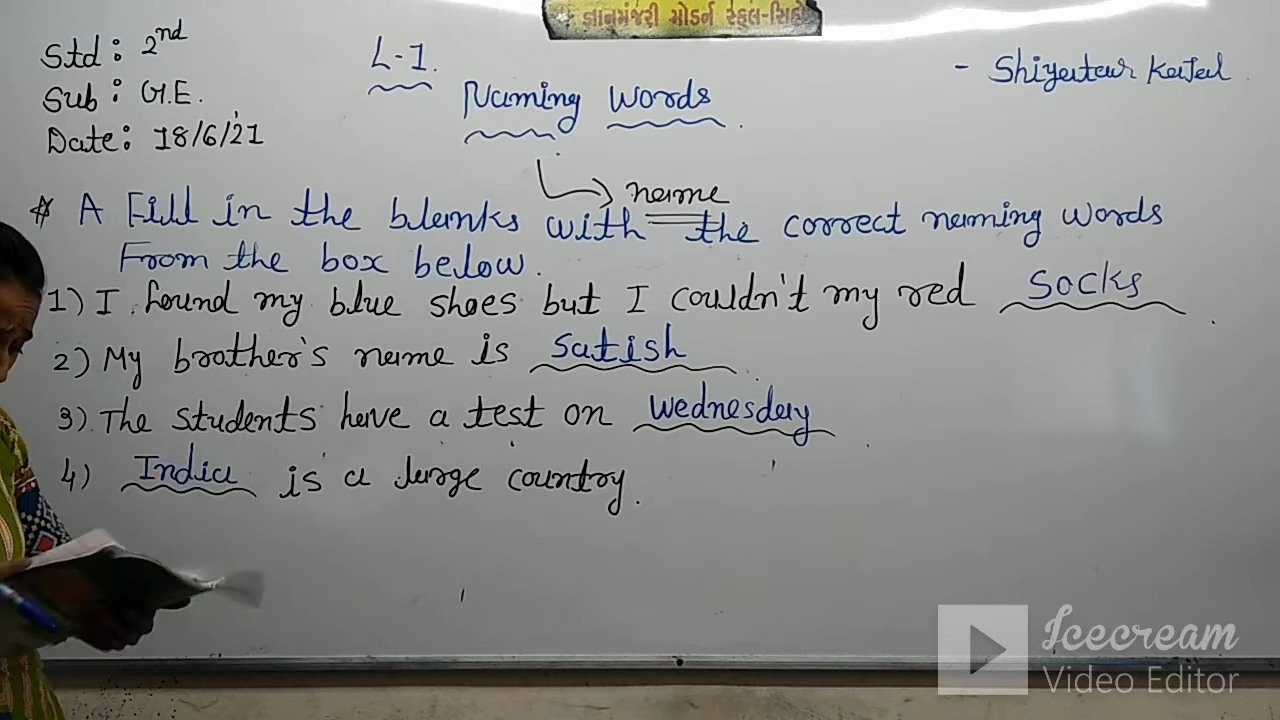 જ્ઞાનમંજરી મોડર્ન સ્કુલ-સિહો
Std : 2nd
Sub : G.E.
Date: 18/6/21
L-1.
Naming words.
- Shiyatar Kajal
name
* A Fill in the blanks with the correct naming words
From the box below.
1) I found my blue shoes but I couldn't my red socks.
2) My brother's name is Satish.
3) The students have a test on Wednesday
4) India is a large country.
Icecream
Video Editor